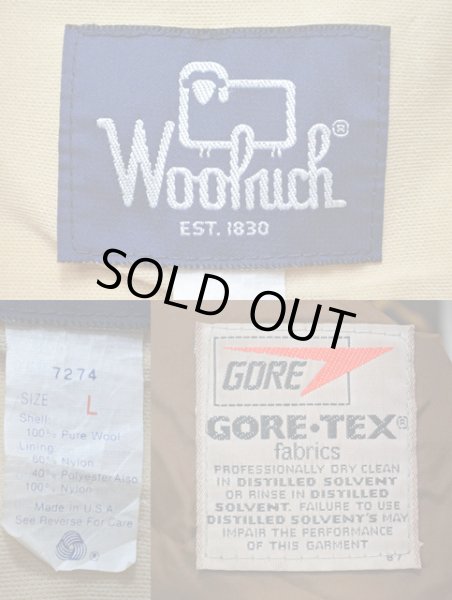 Woolrich®
EST. 1830
SOLD OUT
7274
SIZE L
Shell:
100% Pure Wool
Lining:
60% Nylon
40% Polyester Also
100% Nylon
Made in U.S.A.
See Reverse For Care
®
GORE
GORE-TEX®
fabrics
PROFESSIONALLY DRY CLEAN
IN DISTILLED SOLVENT
OR RINSE IN DISTILLED
SOLVENT. FAILURE TO USE
DISTILLED SOLVENT'S MAY
IMPAIR THE PERFORMANCE
OF THIS GARMENT
87